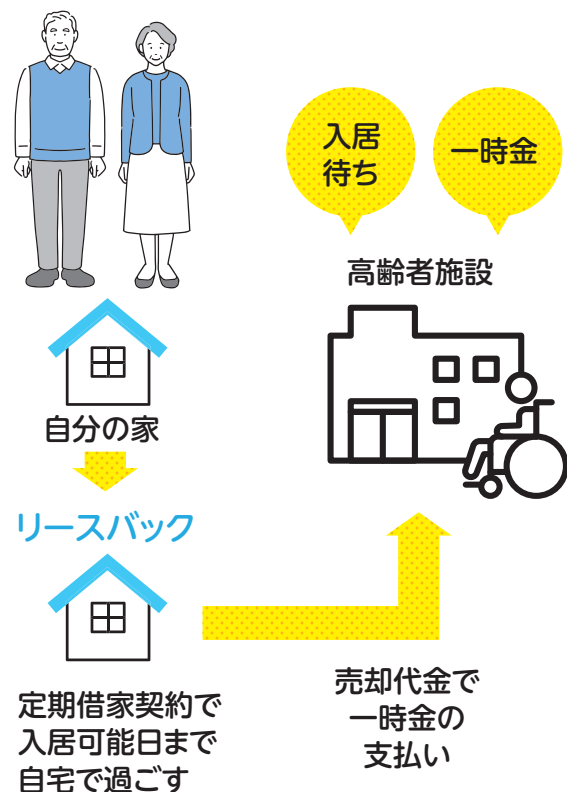 入居
待ち
一時金
高齢者施設
自分の家
リースバック
定期借家契約で
入居可能日まで
自宅で過ごす
売却代金で
一時金の
支払い